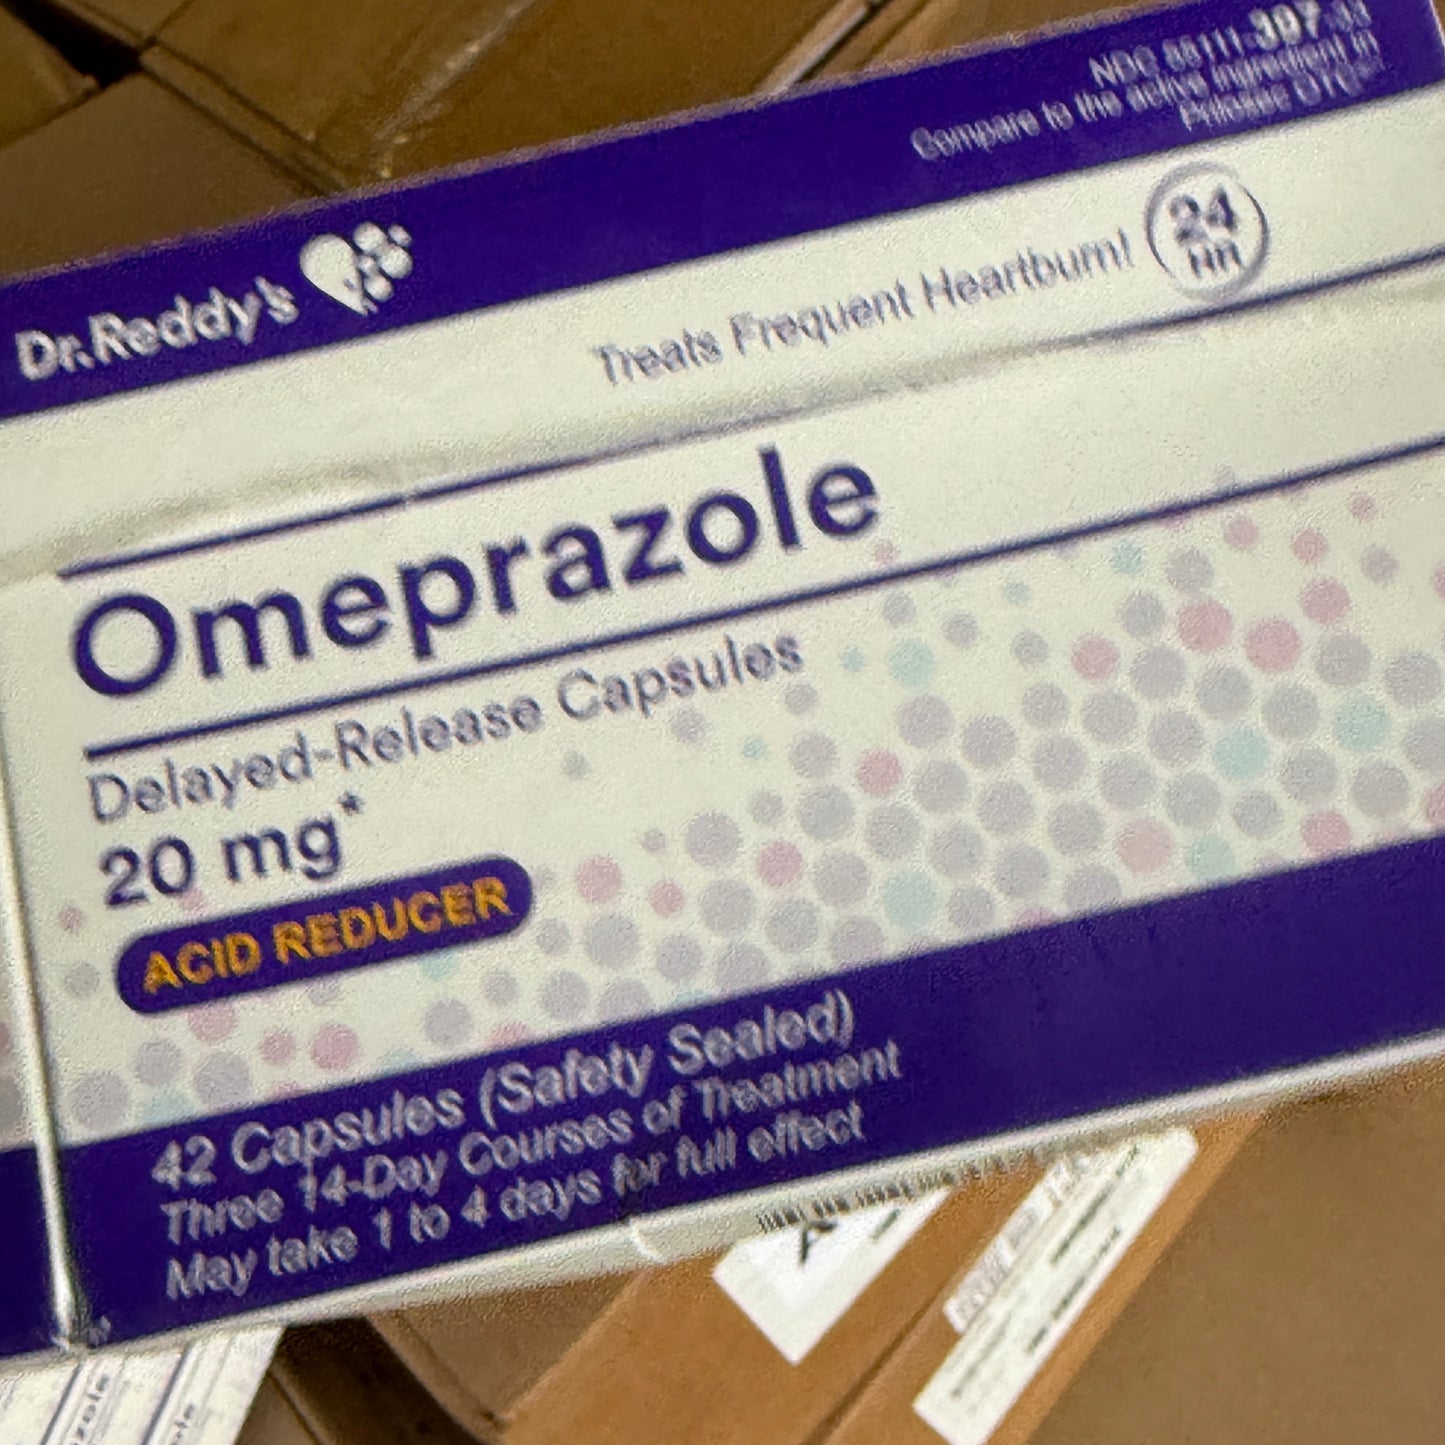 Dr.Reddy's
Compare to the active ingredient in
Prilosec OTC
Treats Frequent Heartburn!
24
HR
Omeprazole
Delayed-Release Capsules
20 mg*
ACID REDUCER
42 Capsules (Safety Sealed)
Three 14-Day Courses of Treatment
May take 1 to 4 days for full effect